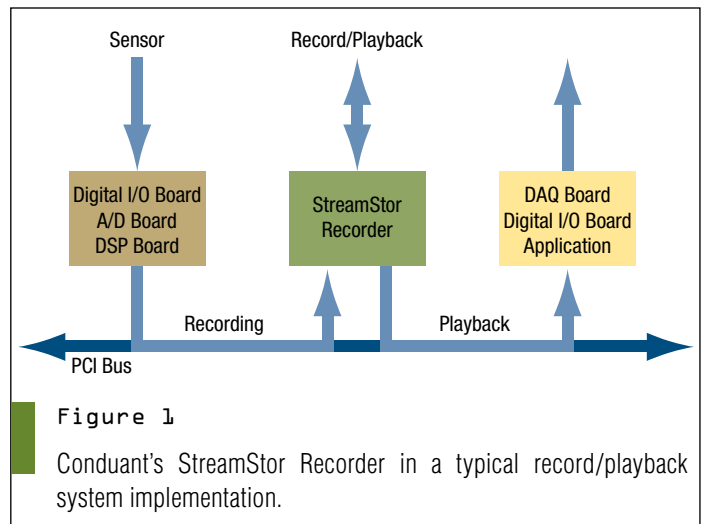 Sensor
Record/Playback
Digital I/O Board
A/D Board
DSP Board
StreamStor
Recorder
DAQ Board
Digital I/O Board
Application
Recording
Playback
PCI Bus
Figure 1
Conduant's StreamStor Recorder in a typical record/playback
system implementation.